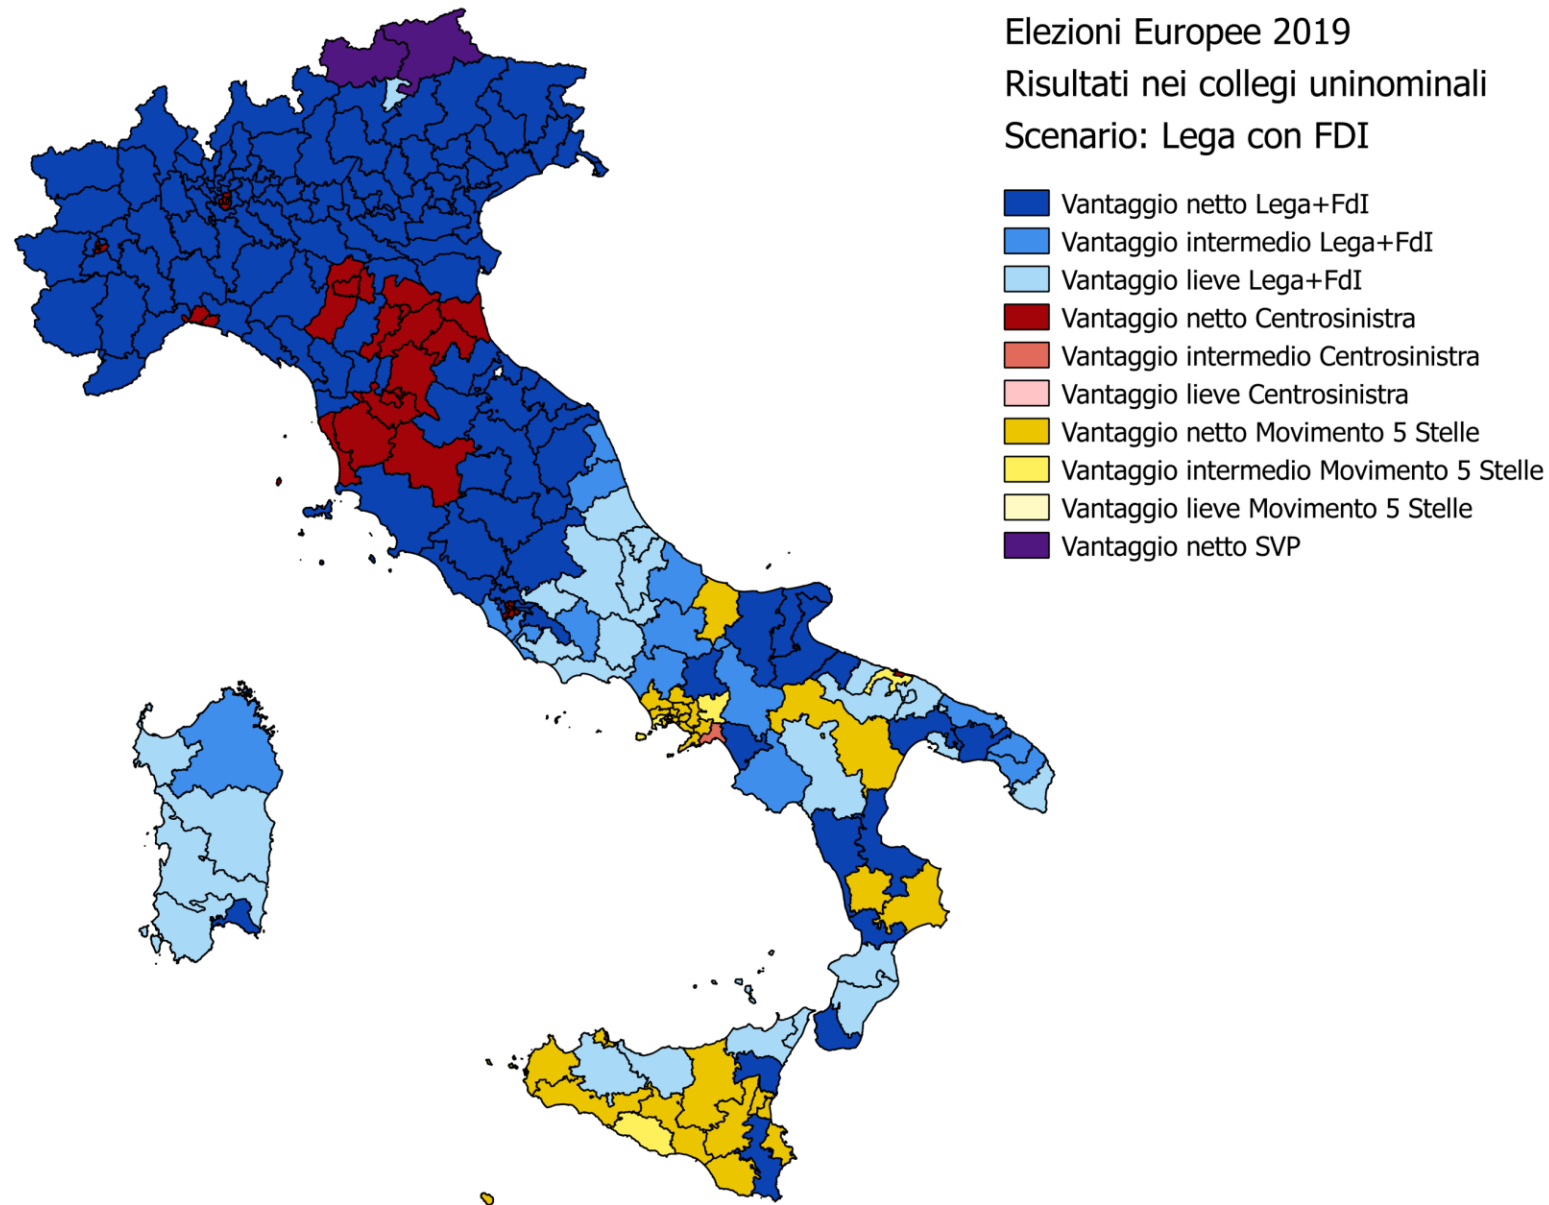 Elezioni Europee 2019
Risultati nei collegi uninominali
Scenario: Lega con FDI
Vantaggio netto Lega+FdI
Vantaggio intermedio Lega+FdI
Vantaggio lieve Lega+FdI
Vantaggio netto Centrosinistra
Vantaggio intermedio Centrosinistra
Vantaggio lieve Centrosinistra
Vantaggio netto Movimento 5 Stelle
Vantaggio intermedio Movimento 5 Stelle
Vantaggio lieve Movimento 5 Stelle
Vantaggio netto SVP